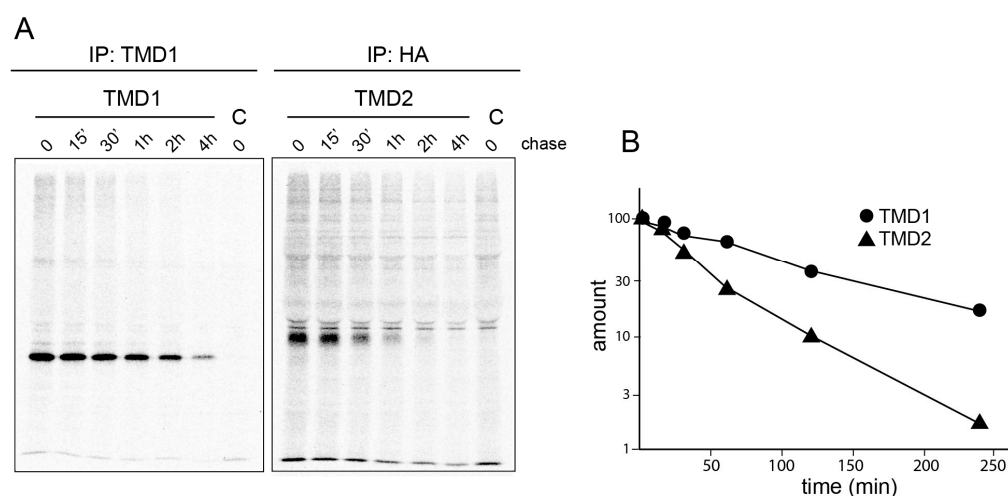 A
IP: TMD1
IP: HA
TMD1
C
TMD2
C
0 15' 30' 1h 2h 4h 0
0 15' 30' 1h 2h 4h 0
chase
B
100
30
10
3
1
amount
TMD1
TMD2
50 100 150 200 250
time (min)